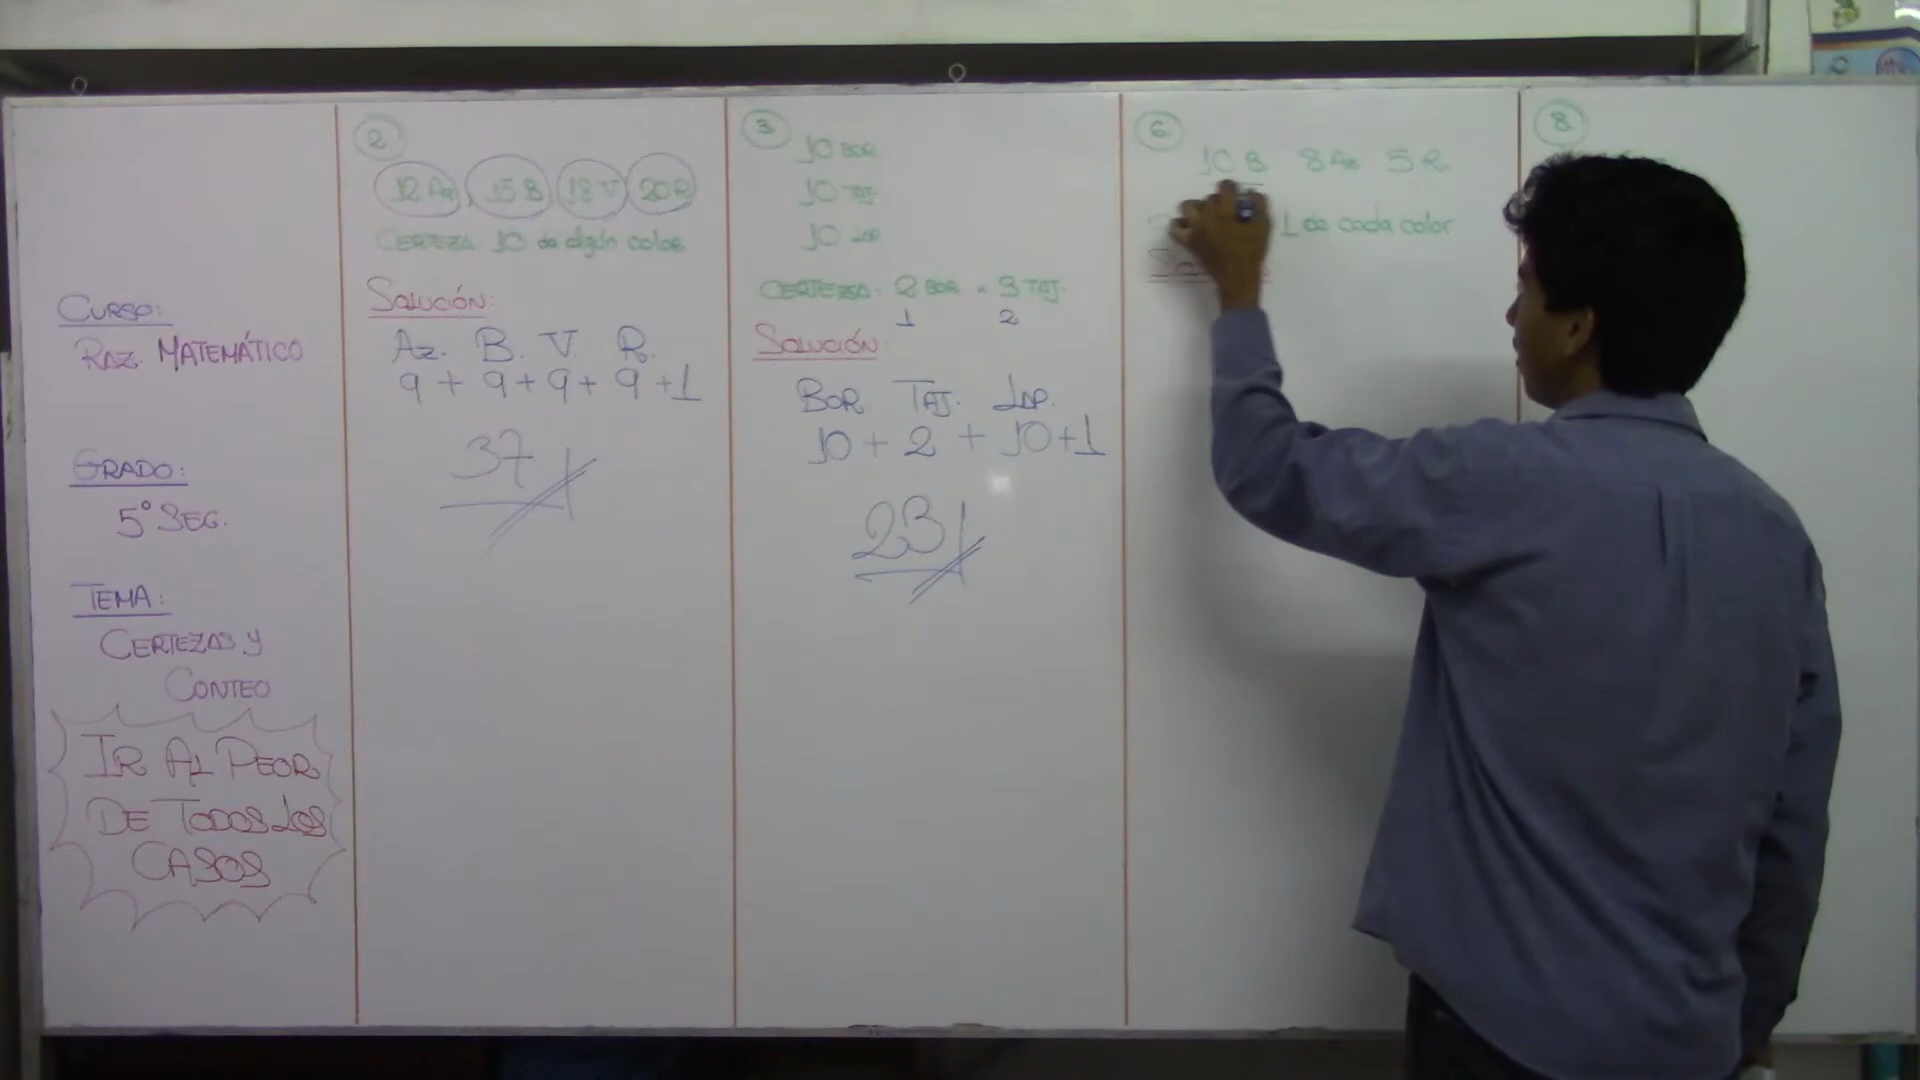 CURSO:
RAZ. MATEMÁTICO
GRADO:
5° SEG.
TEMA:
CERTEZAS Y
CONTEO
IR AL PEOR
DE TODOS LOS
CASOS
2
12 Az. 15 B 18 V 20 R
CERTEZA: 10 de algún color
SOLUCIÓN:
Az. B. V. R.
9 + 9 + 9 + 9 + 1
37
3
10 BOR
10 TAJ.
10 LAP.
CERTEZA: 2 BOR 3 TAJ.
1 2
SOLUCIÓN
BOR TAJ. LAP.
10 + 2 + 10 + 1
23
6
10 B 8 Az 5 R
1 de cada color
8